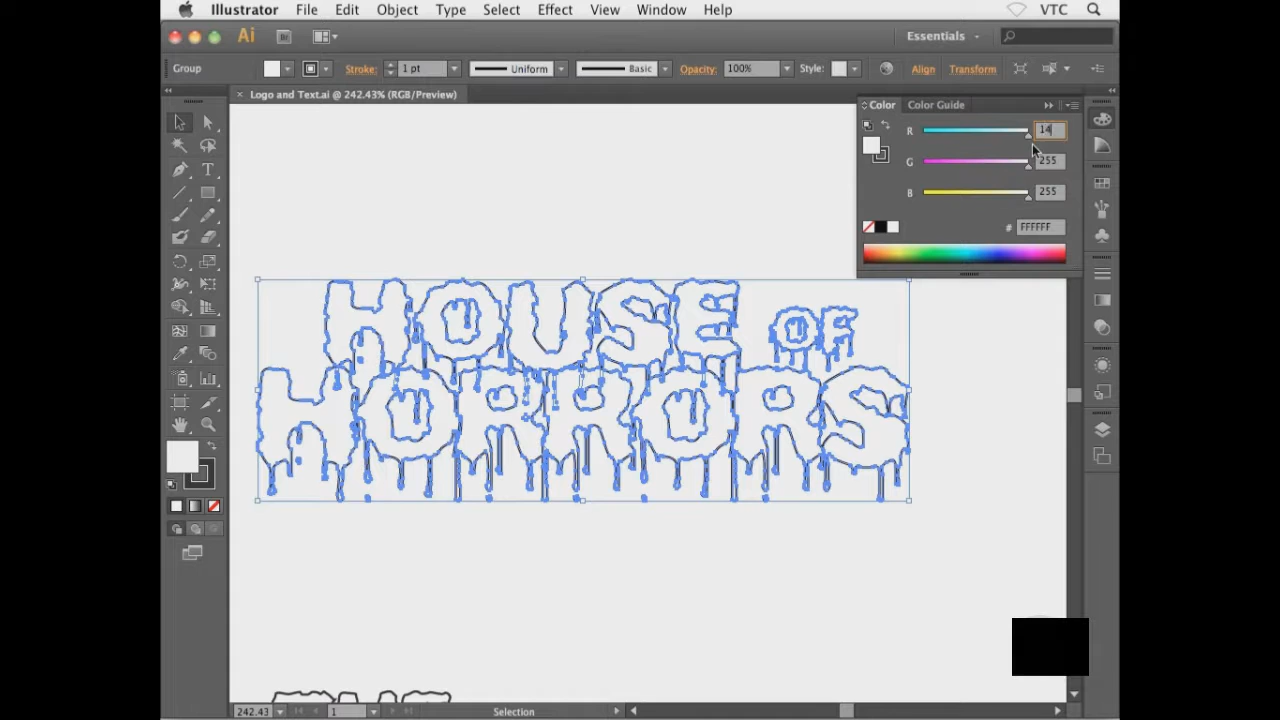 Illustrator File Edit Object Type Select Effect View Window Help VTC
Ai Br Essentials
Group Stroke: 1 pt Uniform Basic Opacity: 100% Style: Align Transform
× Logo and Text.ai @ 242.43% (RGB/Preview)
Color Color Guide
R 14
G 255
B 255
# FFFFFF
HOUSE OF
HORRORS
242.43 1 Selection